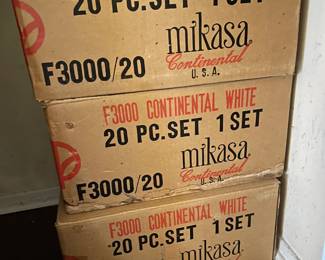 20 PC. SET 1 SET
mikasa
Continental
F3000/20
U.S.A.
F3000 CONTINENTAL WHITE
20 PC. SET 1 SET
mikasa
Continental
F3000/20
U.S.A.
F3000 CONTINENTAL WHITE
20 PC. SET 1 SET
mikasa
Continental